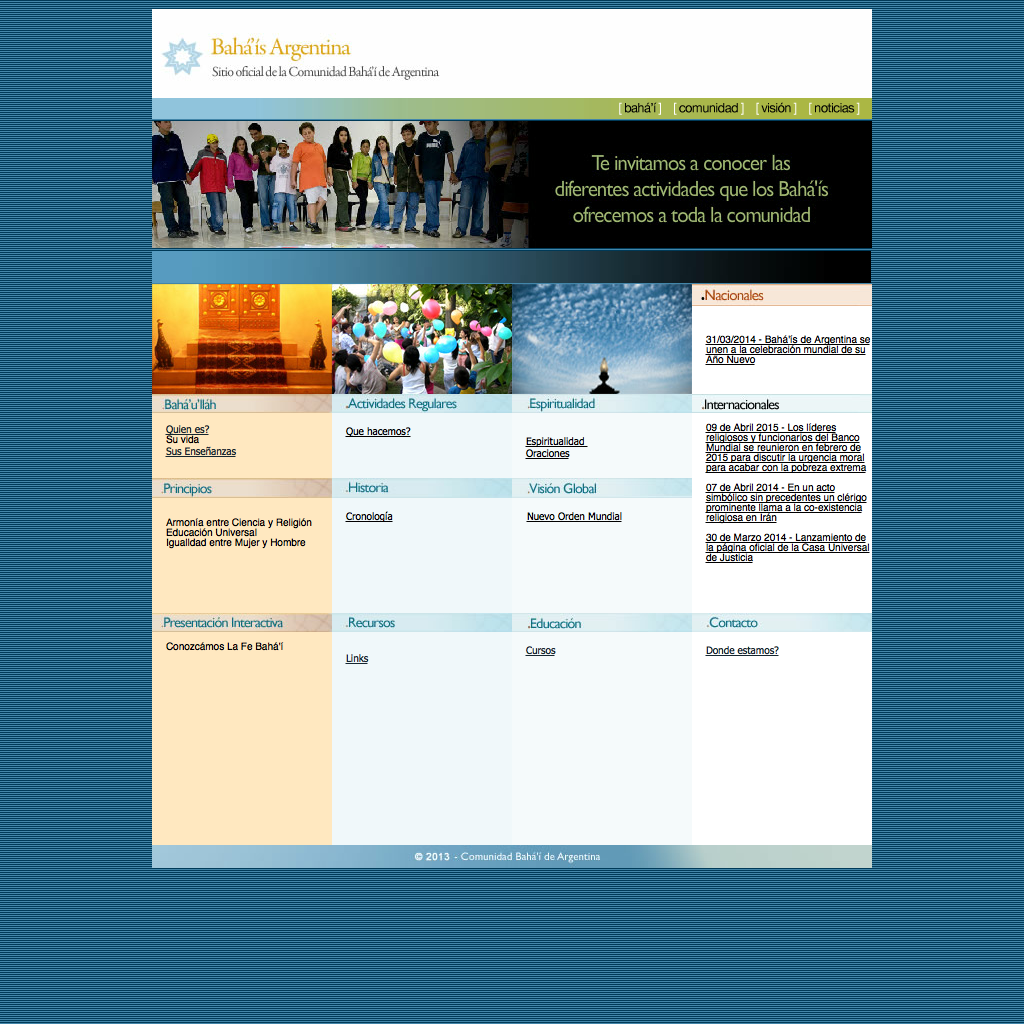 Bahá'ís Argentina
Sitio oficial de la Comunidad Bahá'í de Argentina
[ bahá'í ] [ comunidad ] [ visión ] [ noticias ]
Te invitamos a conocer las
diferentes actividades que los Bahá'ís
ofrecemos a toda la comunidad
.Nacionales
31/03/2014 - Bahá'ís de Argentina se
unen a la celebración mundial de su
Año Nuevo
.Bahá'u'lláh
Quien es?
Su vida
Sus Enseñanzas
.Actividades Regulares
Que hacemos?
.Espiritualidad
Espiritualidad
Oraciones
.Internacionales
09 de Abril 2015 - Los líderes
religiosos y funcionarios del Banco
Mundial se reunieron en febrero de
2015 para discutir la urgencia moral
para acabar con la pobreza extrema
07 de Abril 2014 - En un acto
simbólico sin precedentes un clérigo
prominente llama a la co-existencia
religiosa en Irán
30 de Marzo 2014 - Lanzamiento de
la página oficial de la Casa Universal
de Justicia
.Principios
Armonía entre Ciencia y Religión
Educación Universal
Igualldad entre Mujer y Hombre
.Historia
Cronología
.Visión Global
Nuevo Orden Mundial
.Presentación Interactiva
Conozcámos La Fe Bahá'í
.Recursos
Links
.Educación
Cursos
.Contacto
Donde estamos?
© 2013 - Comunidad Bahá'í de Argentina